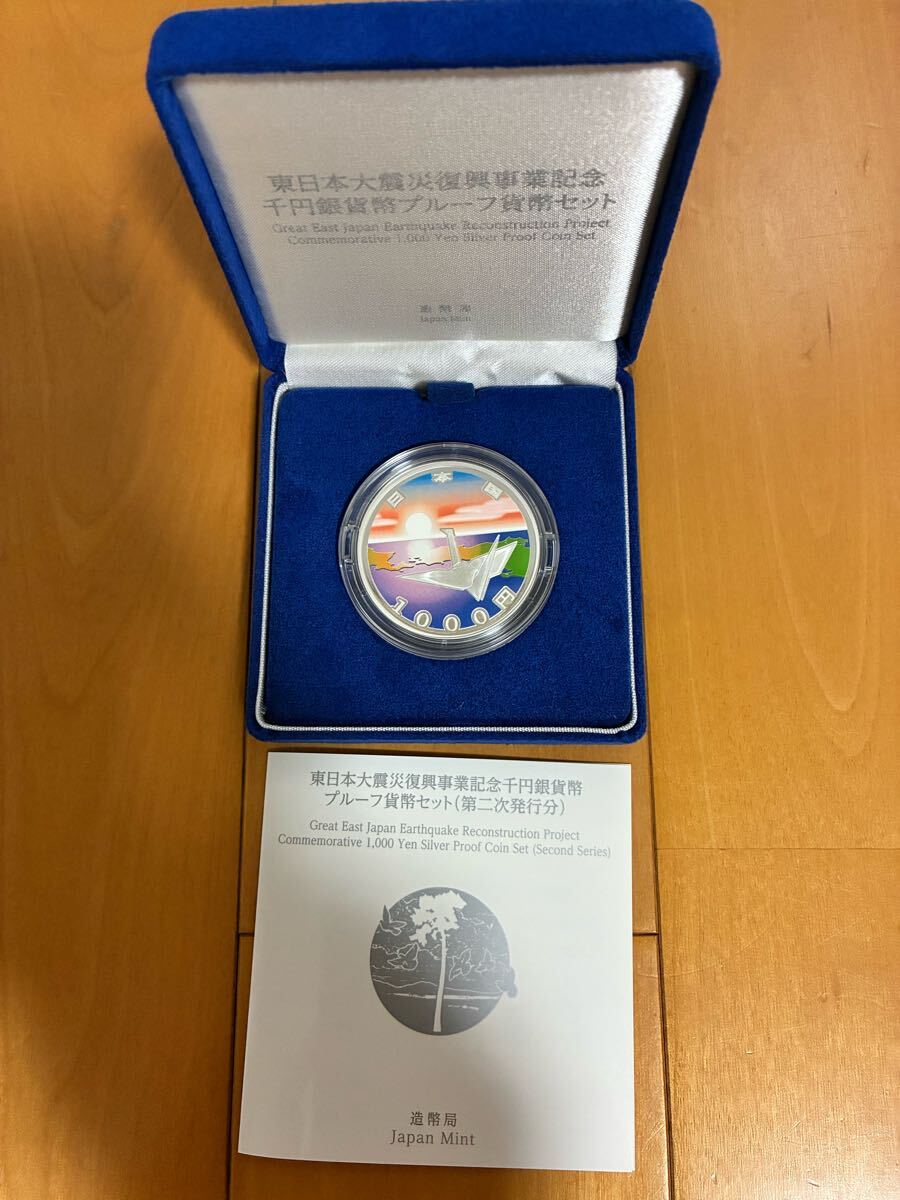 東日本大震災復興事業記念
千円銀貨幣プルーフ貨幣セット
Great East Japan Earthquake Reconstruction Project
Commemorative 1,000 Yen Silver Proof Coin Set
造幣局
Japan Mint
日本国
1000円
東日本大震災復興事業記念千円銀貨幣
プルーフ貨幣セット(第二次発行分)
Great East Japan Earthquake Reconstruction Project
Commemorative 1,000 Yen Silver Proof Coin Set (Second Series)
造幣局
Japan Mint